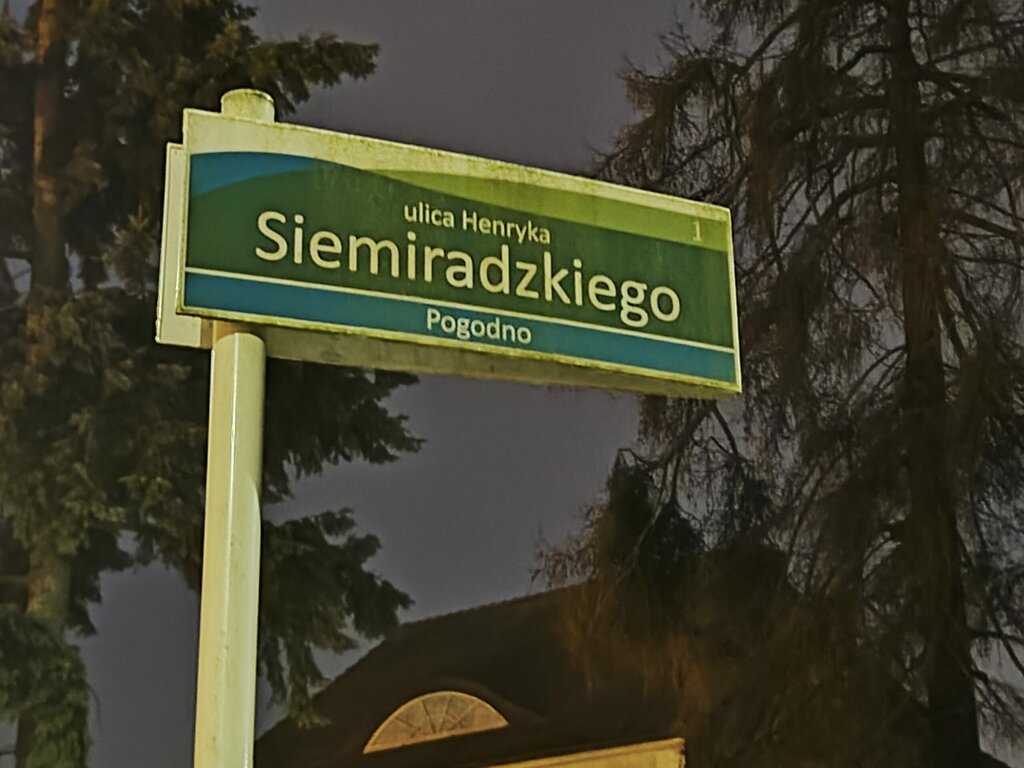 ulica Henryka 1
Siemiradzkiego
Pogodno